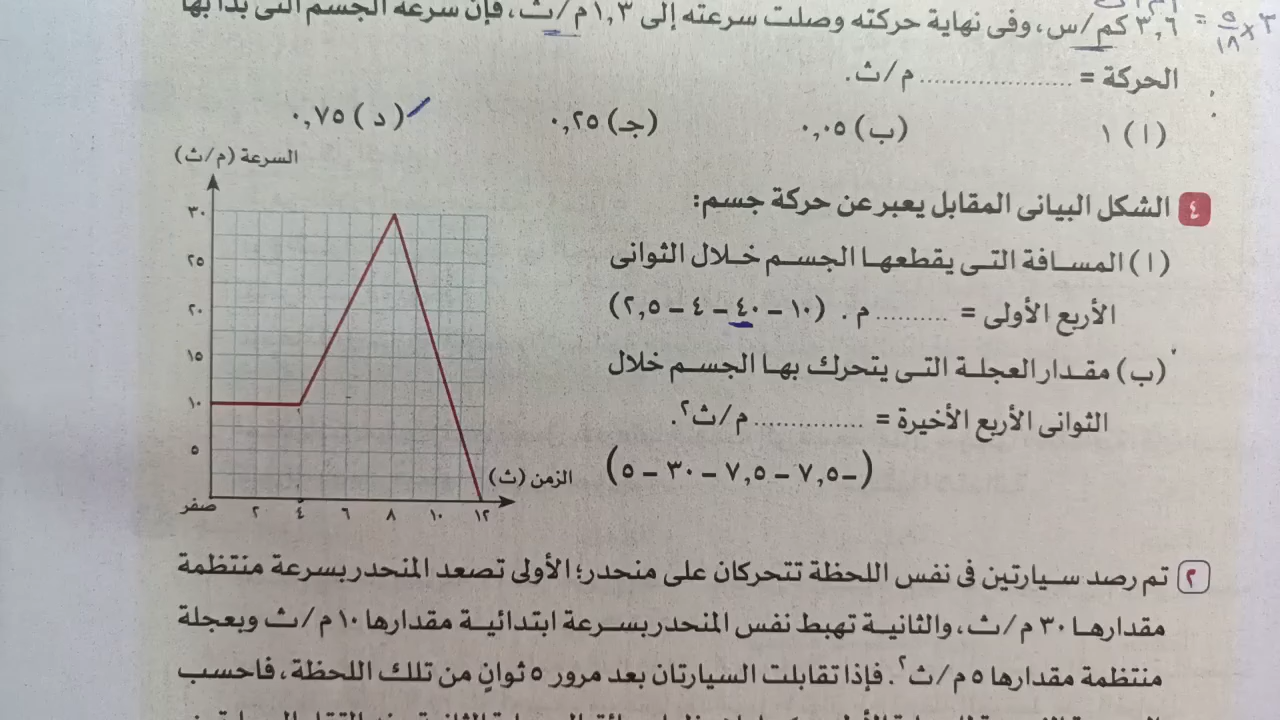 ٣,٦ كم/س، وفى نهاية حركته وصلت سرعته إلى ١,٣ م/ث، فإن سرعة الجسم التى بدأ بها
= ٥/١٨ × ٣
الحركة = .................... م/ث.
(ا) ١ (ب) ٠,٠٥ (جـ) ٠,٢٥ (د) ٠,٧٥
٤ الشكل البيانى المقابل يعبر عن حركة جسم:
(ا) المسافة التى يقطعها الجسم خلال الثوانى
الأربع الأولى = .......... م. (١٠ – ٤٠ – ٤ – ٢,٥)
(ب) مقدار العجلة التى يتحرك بها الجسم خلال
الثوانى الأربع الأخيرة = ............... م/ث٢.
(-٧,٥ – ٧,٥ – ٣٠ – ٥)
السرعة (م/ث)
٣٠
٢٥
٢٠
١٥
١٠
٥
صفر ٢ ٤ ٦ ٨ ١٠ ١٢
الزمن (ث)
٢ تم رصد سيارتين فى نفس اللحظة تتحركان على منحدر؛ الأولى تصعد المنحدر بسرعة منتظمة
مقدارها ٣٠ م/ث، والثانية تهبط نفس المنحدر بسرعة ابتدائية مقدارها ١٠ م/ث وبعجلة
منتظمة مقدارها ٥ م/ث٢. فإذا تقابلت السيارتان بعد مرور ٥ ثوانٍ من تلك اللحظة، فاحسب